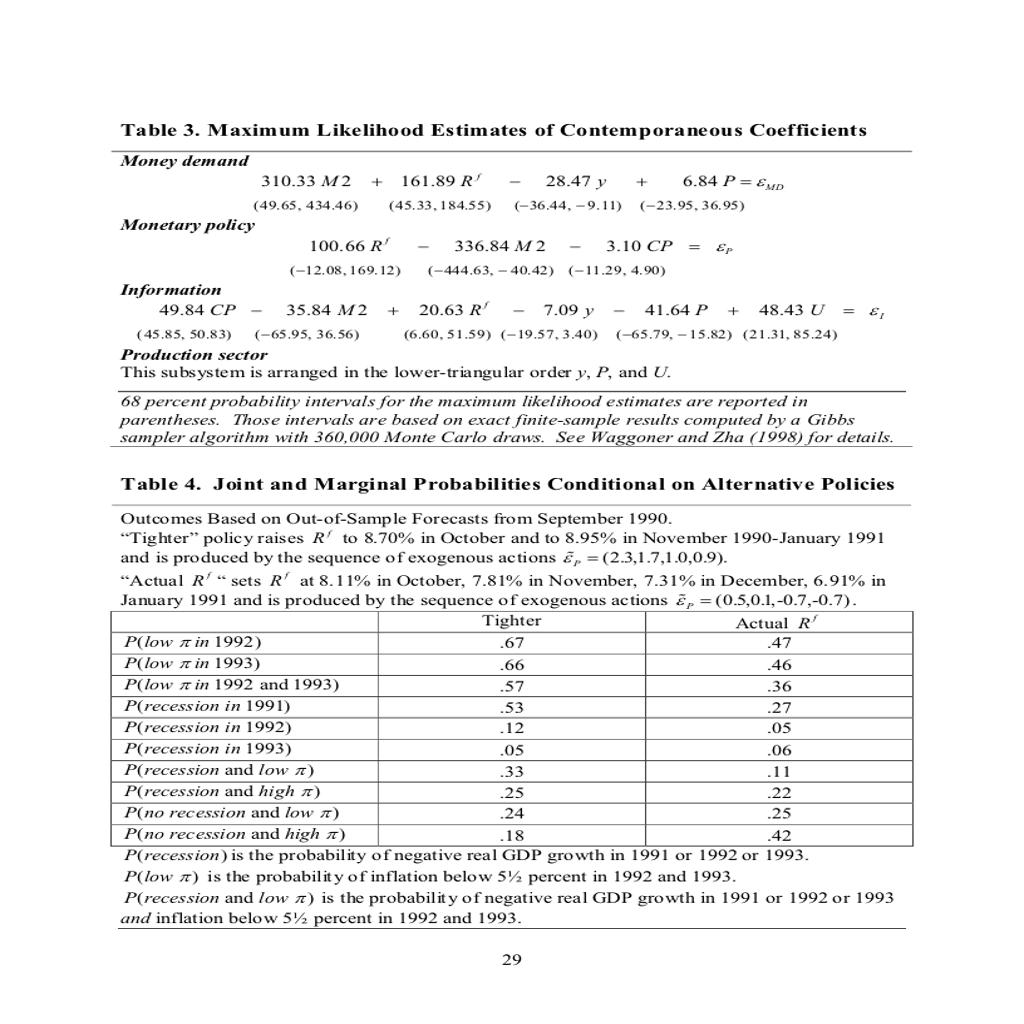 Table 3. Maximum Likelihood Estimates of Contemporaneous Coefficients
Money demand
310.33 M2 + 161.89 R^f − 28.47 y + 6.84 P = ε_MD
(49.65, 434.46) (45.33, 184.55) (−36.44, −9.11) (−23.95, 36.95)
Monetary policy
100.66 R^f − 336.84 M2 − 3.10 CP = ε_P
(−12.08, 169.12) (−444.63, −40.42) (−11.29, 4.90)
Information
49.84 CP − 35.84 M2 + 20.63 R^f − 7.09 y − 41.64 P + 48.43 U = ε_I
(45.85, 50.83) (−65.95, 36.56) (6.60, 51.59) (−19.57, 3.40) (−65.79, −15.82) (21.31, 85.24)
Production sector
This subsystem is arranged in the lower-triangular order y, P, and U.
68 percent probability intervals for the maximum likelihood estimates are reported in
parentheses. Those intervals are based on exact finite-sample results computed by a Gibbs
sampler algorithm with 360,000 Monte Carlo draws. See Waggoner and Zha (1998) for details.
Table 4. Joint and Marginal Probabilities Conditional on Alternative Policies
Outcomes Based on Out-of-Sample Forecasts from September 1990.
“Tighter” policy raises R^f to 8.70% in October and to 8.95% in November 1990-January 1991
and is produced by the sequence of exogenous actions ε̃_P = (2.3,1.7,1.0,0.9).
“Actual R^f “ sets R^f at 8.11% in October, 7.81% in November, 7.31% in December, 6.91% in
January 1991 and is produced by the sequence of exogenous actions ε̃_P = (0.5,0.1,-0.7,-0.7).
Tighter Actual R^f
P(low π in 1992) .67 .47
P(low π in 1993) .66 .46
P(low π in 1992 and 1993) .57 .36
P(recession in 1991) .53 .27
P(recession in 1992) .12 .05
P(recession in 1993) .05 .06
P(recession and low π) .33 .11
P(recession and high π) .25 .22
P(no recession and low π) .24 .25
P(no recession and high π) .18 .42
P(recession) is the probability of negative real GDP growth in 1991 or 1992 or 1993.
P(low π) is the probability of inflation below 5½ percent in 1992 and 1993.
P(recession and low π) is the probability of negative real GDP growth in 1991 or 1992 or 1993
and inflation below 5½ percent in 1992 and 1993.
29